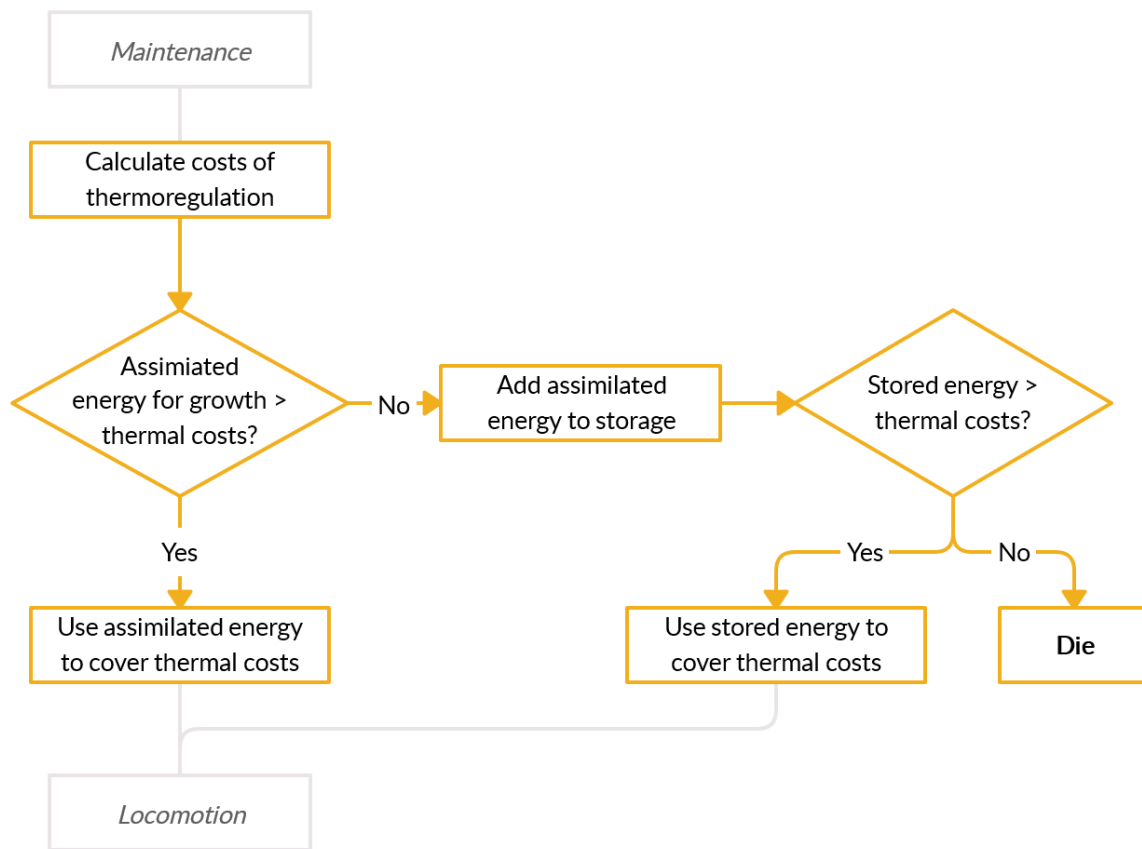 Maintenance
Calculate costs of
thermoregulation
Assimiated
energy for growth >
thermal costs?
No
Add assimilated
energy to storage
Stored energy >
thermal costs?
Yes
Yes
No
Use assimilated energy
to cover thermal costs
Use stored energy to
cover thermal costs
Die
Locomotion